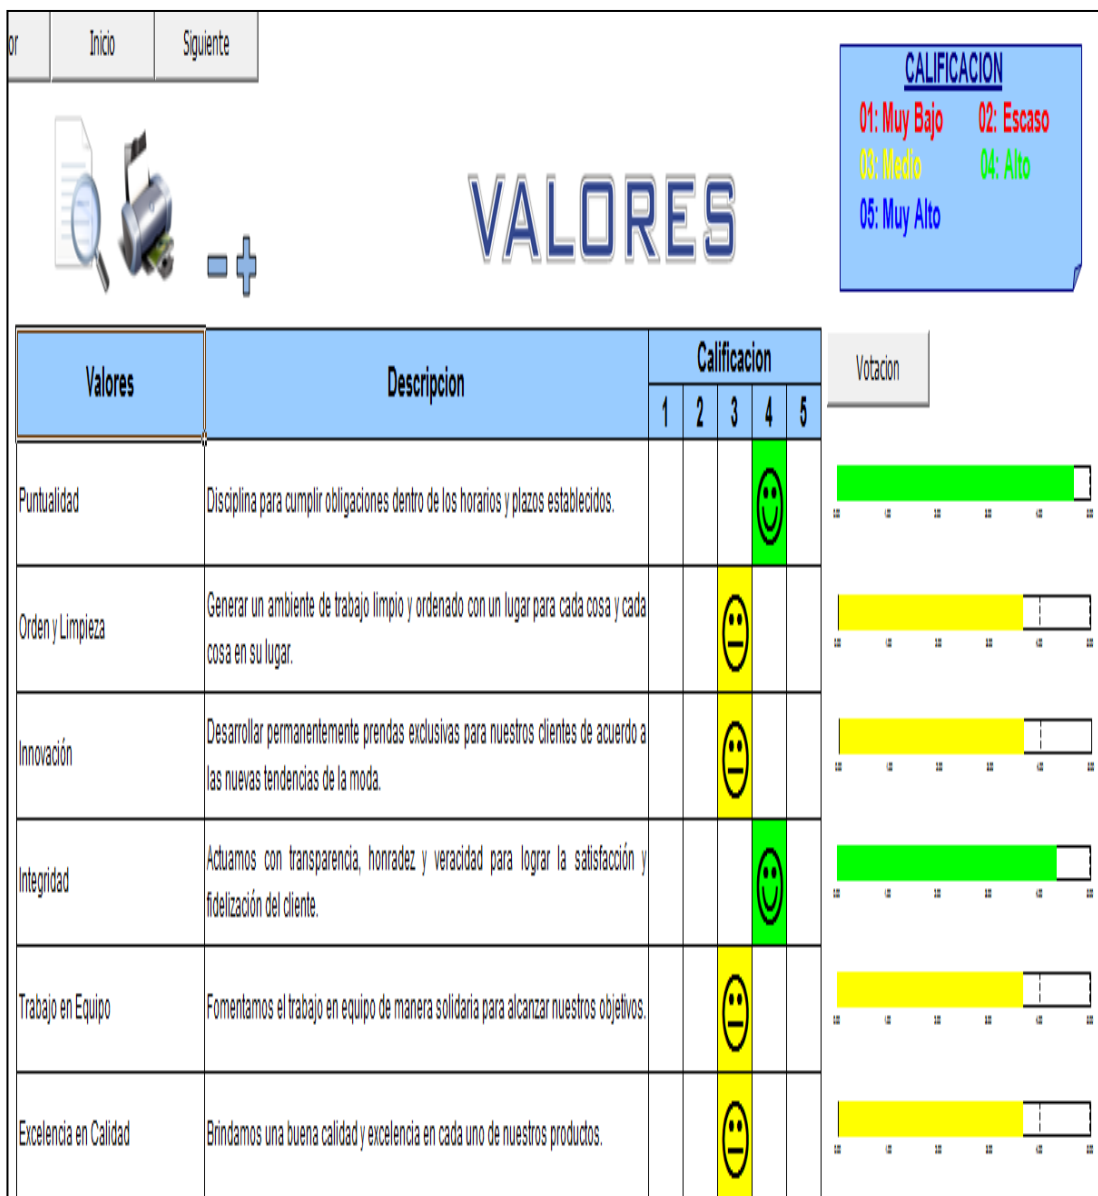 or
Inicio
Siguiente
CALIFICACION
01: Muy Bajo 02: Escaso
03: Medio 04: Alto
05: Muy Alto
VALORES
Valores
Descripcion
Calificacion
1 2 3 4 5
Votacion
Puntualidad
Disciplina para cumplir obligaciones dentro de los horarios y plazos establecidos.
Orden y Limpieza
Generar un ambiente de trabajo limpio y ordenado con un lugar para cada cosa y cada
cosa en su lugar.
Innovación
Desarrollar permanentemente prendas exclusivas para nuestros clientes de acuerdo a
las nuevas tendencias de la moda.
Integridad
Actuamos con transparencia, honradez y veracidad para lograr la satisfacción y
fidelización del cliente.
Trabajo en Equipo
Fomentamos el trabajo en equipo de manera solidaria para alcanzar nuestros objetivos.
Excelencia en Calidad
Brindamos una buena calidad y excelencia en cada uno de nuestros productos.